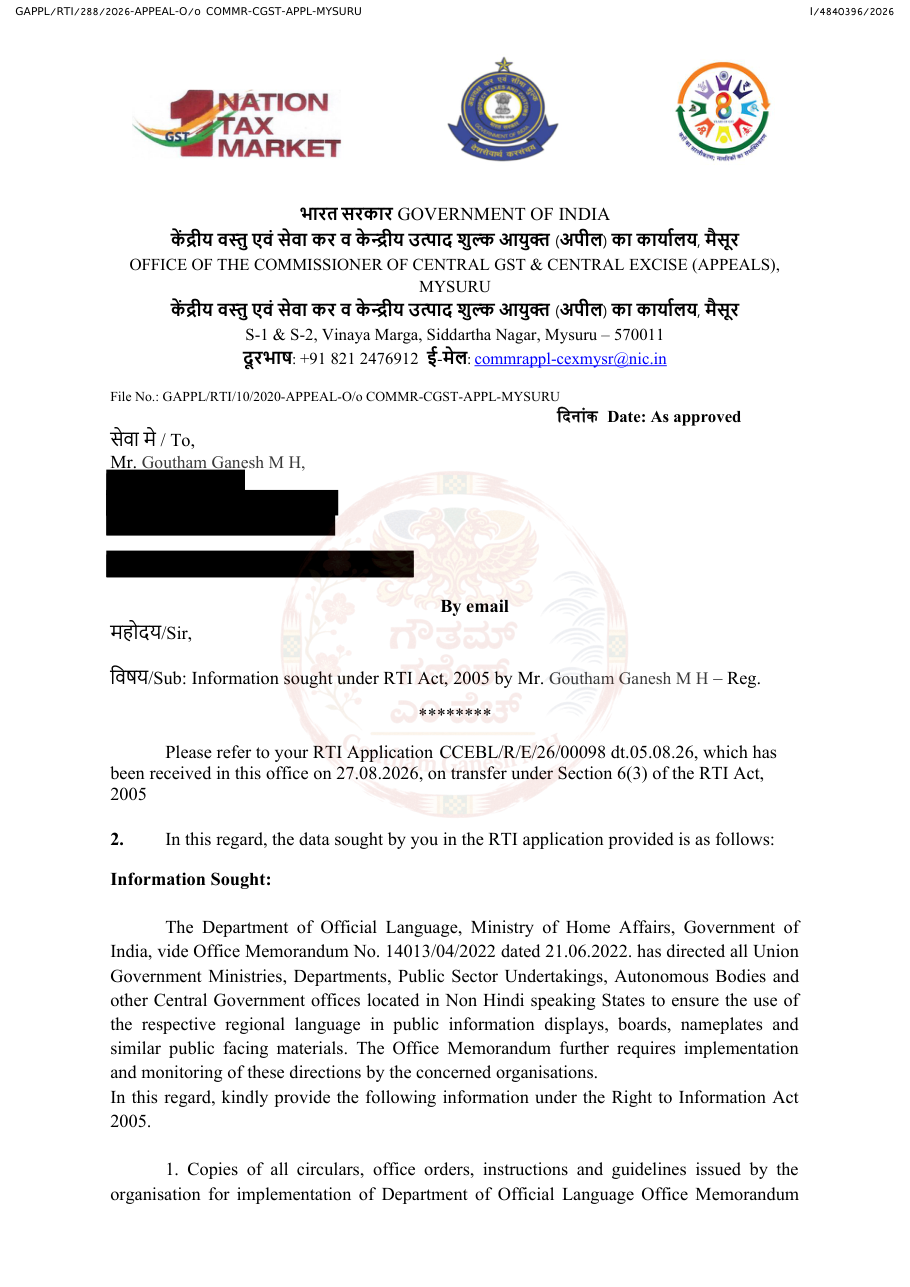 GAPPL/RTI/288/2026-APPEAL-O/o COMMR-CGST-APPL-MYSURU
I/4840396/2026
GST
1 NATION
TAX
MARKET
भारत सरकार GOVERNMENT OF INDIA
केंद्रीय वस्तु एवं सेवा कर व केन्द्रीय उत्पाद शुल्क आयुक्त (अपील) का कार्यालय, मैसूर
OFFICE OF THE COMMISSIONER OF CENTRAL GST & CENTRAL EXCISE (APPEALS),
MYSURU
केंद्रीय वस्तु एवं सेवा कर व केन्द्रीय उत्पाद शुल्क आयुक्त (अपील) का कार्यालय, मैसूर
S-1 & S-2, Vinaya Marga, Siddartha Nagar, Mysuru – 570011
दूरभाष: +91 821 2476912 ई-मेल: commrappl-cexmysr@nic.in
File No.: GAPPL/RTI/10/2020-APPEAL-O/o COMMR-CGST-APPL-MYSURU
दिनांक Date: As approved
सेवा मे / To,
Mr. Goutham Ganesh M H,
By email
महोदय/Sir,
ಗೌತಮ್
ಗಣೇಶ್
ಎಂ.ಹೆಚ್
Goutham Ganesh M H
विषय/Sub: Information sought under RTI Act, 2005 by Mr. Goutham Ganesh M H – Reg.
********
Please refer to your RTI Application CCEBL/R/E/26/00098 dt.05.08.26, which has
been received in this office on 27.08.2026, on transfer under Section 6(3) of the RTI Act,
2005
2. In this regard, the data sought by you in the RTI application provided is as follows:
Information Sought:
The Department of Official Language, Ministry of Home Affairs, Government of
India, vide Office Memorandum No. 14013/04/2022 dated 21.06.2022. has directed all Union
Government Ministries, Departments, Public Sector Undertakings, Autonomous Bodies and
other Central Government offices located in Non Hindi speaking States to ensure the use of
the respective regional language in public information displays, boards, nameplates and
similar public facing materials. The Office Memorandum further requires implementation
and monitoring of these directions by the concerned organisations.
In this regard, kindly provide the following information under the Right to Information Act
2005.
1. Copies of all circulars, office orders, instructions and guidelines issued by the
organisation for implementation of Department of Official Language Office Memorandum